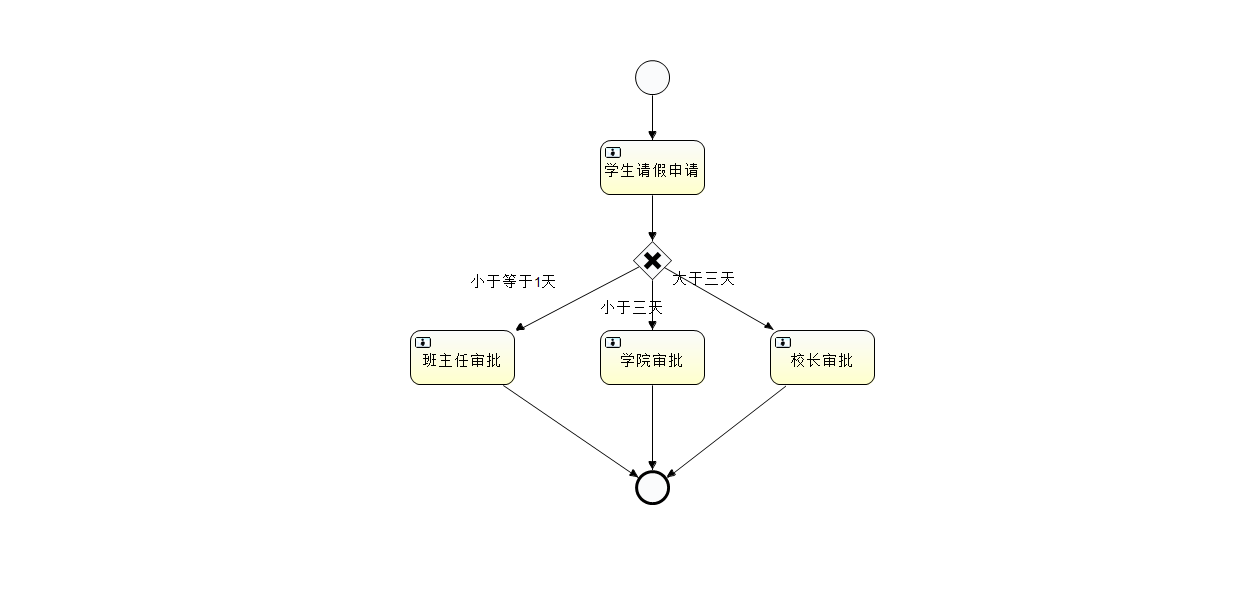 学生请假申请
小于等于1天
大于三天
小于三天
班主任审批
学院审批
校长审批